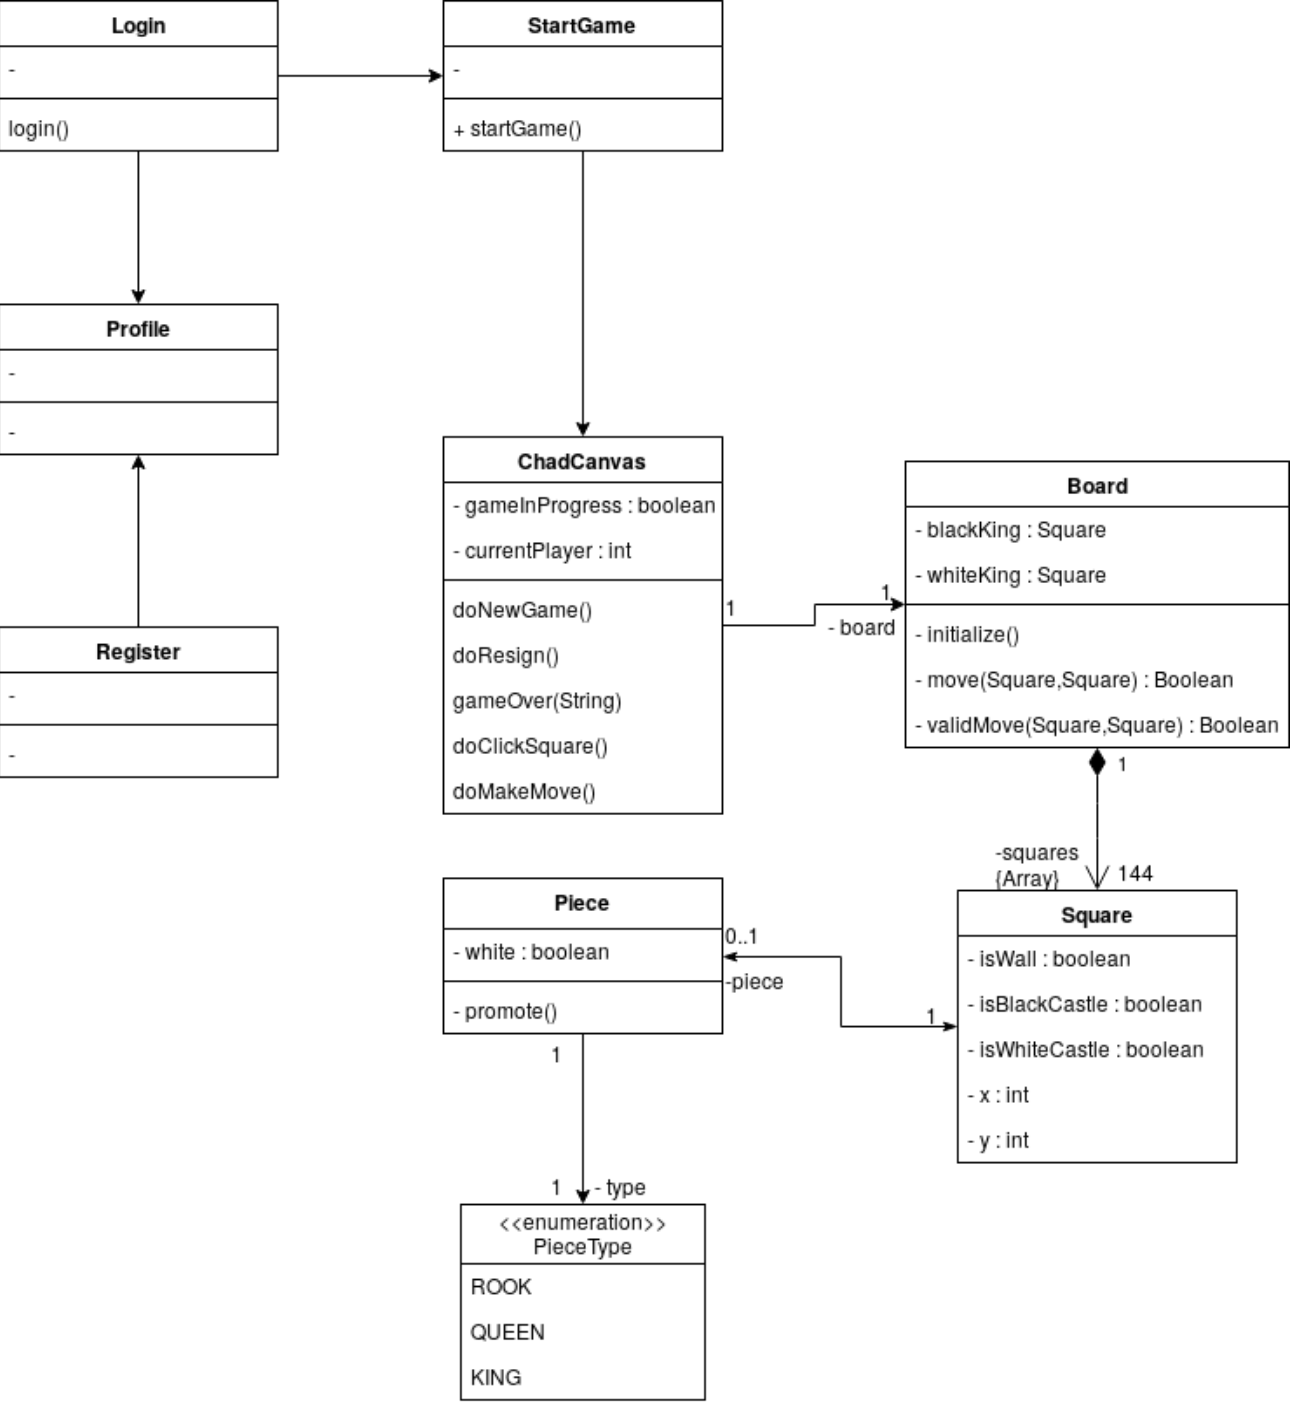 Login
-
login()
StartGame
-
+ startGame()
Profile
-
-
Register
-
-
ChadCanvas
- gameInProgress : boolean
- currentPlayer : int
doNewGame()
doResign()
gameOver(String)
doClickSquare()
doMakeMove()
1
1
- board
Board
- blackKing : Square
- whiteKing : Square
- initialize()
- move(Square,Square) : Boolean
- validMove(Square,Square) : Boolean
1
-squares
{Array}
144
Piece
- white : boolean
- promote()
0..1
-piece
1
Square
- isWall : boolean
- isBlackCastle : boolean
- isWhiteCastle : boolean
- x : int
- y : int
1
1
- type
<<enumeration>>
PieceType
ROOK
QUEEN
KING